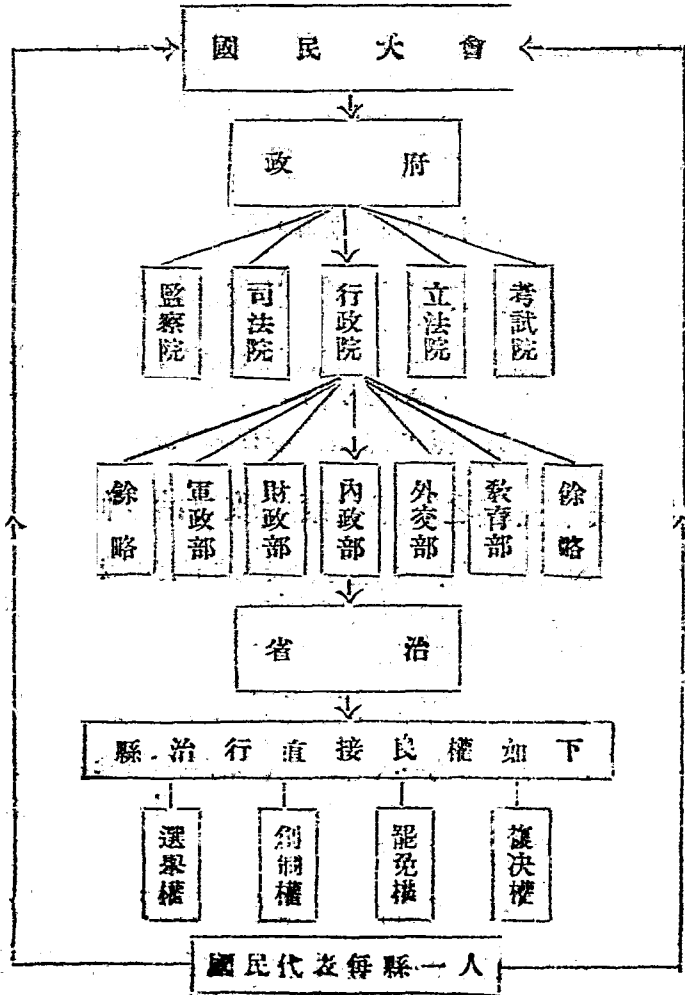 國民大會
政府
監察院
司法院
行政院
立法院
考試院
餘略
軍政部
財政部
內政部
外交部
敎育部
餘略
省治
縣治行直接民權如下
選舉權
創制權
罷免權
復决權
國民代表每縣一人